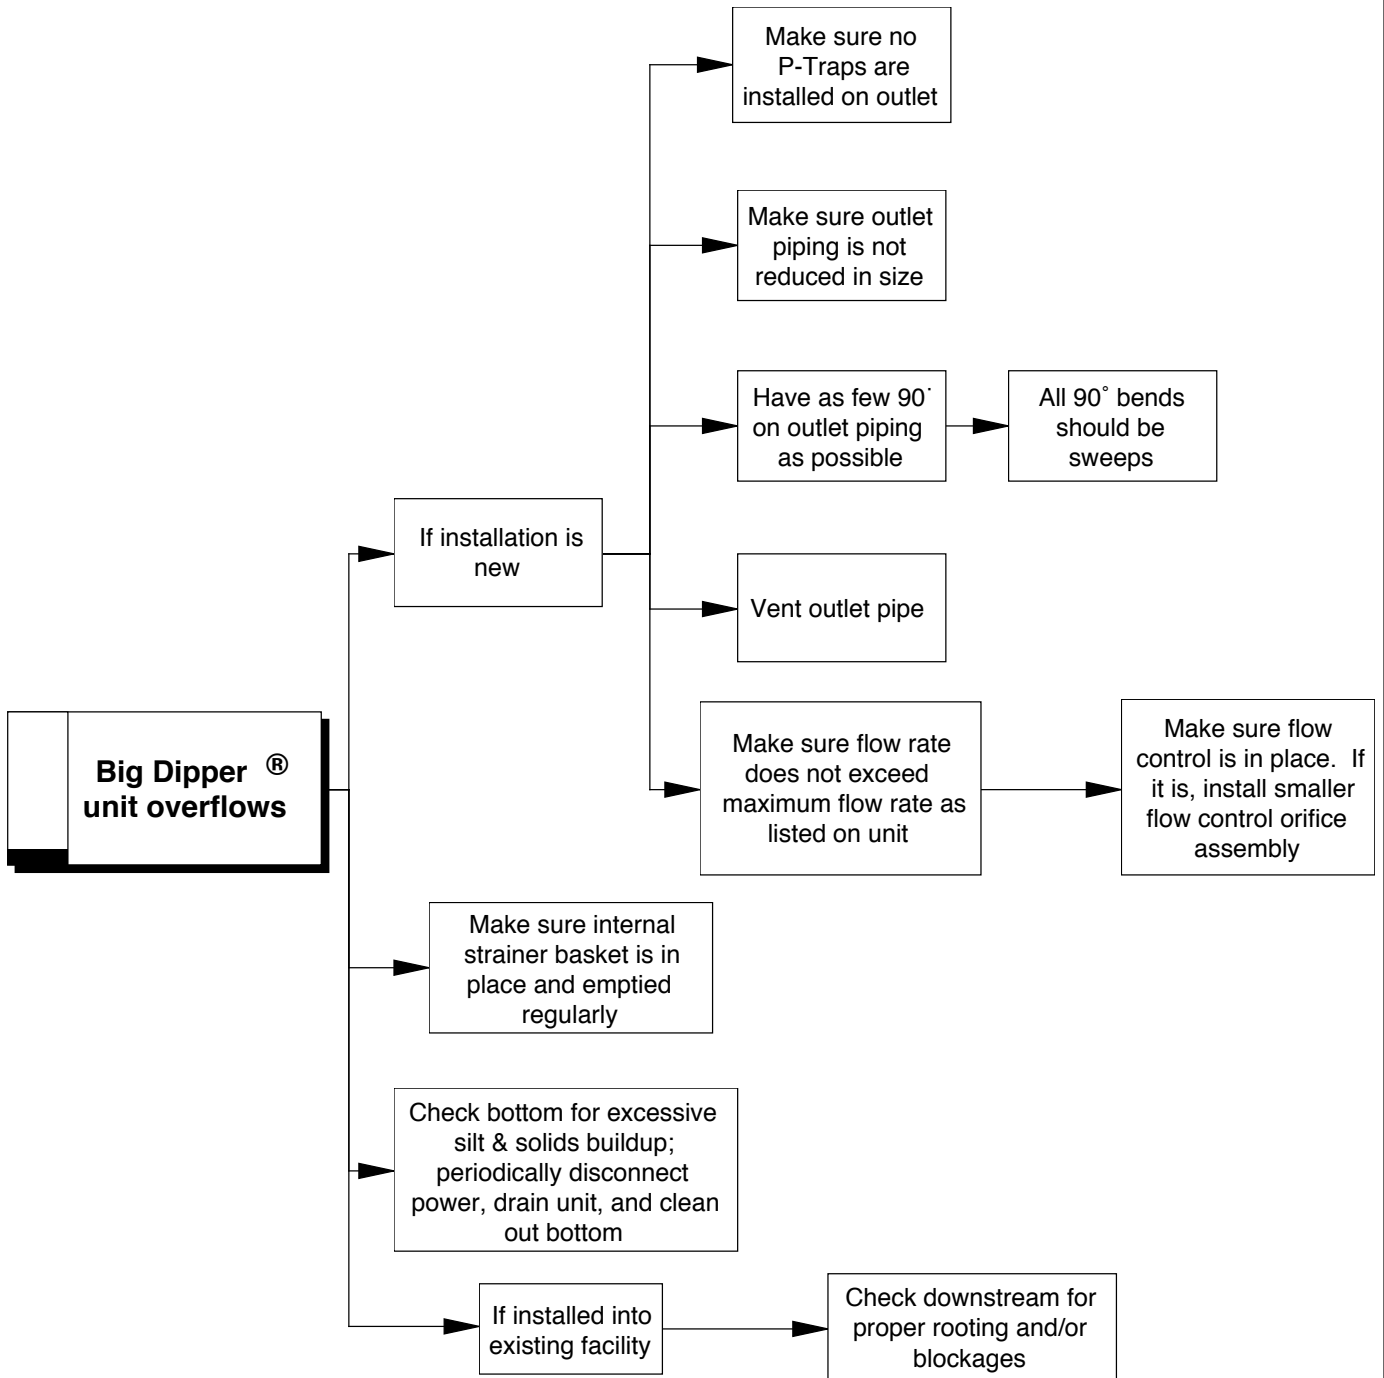 Make sure no
P-Traps are
installed on outlet
Make sure outlet
piping is not
reduced in size
Have as few 90˙
on outlet piping
as possible
All 90˚ bends
should be
sweeps
If installation is
new
Vent outlet pipe
Big Dipper ®
unit overflows
Make sure flow rate
does not exceed
maximum flow rate as
listed on unit
Make sure flow
control is in place.  If
it is, install smaller
flow control orifice
assembly
Make sure internal
strainer basket is in
place and emptied
regularly
Check bottom for excessive
silt & solids buildup;
periodically disconnect
power, drain unit, and clean
out bottom
If installed into
existing facility
Check downstream for
proper rooting and/or
blockages